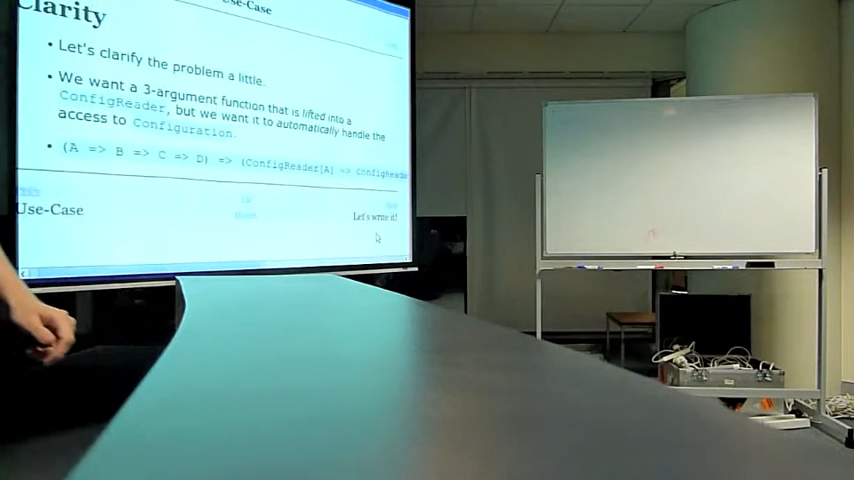 Use-Case
Clarity
• Let's clarify the problem a little.
• We want a 3-argument function that is lifted into a
ConfigReader, but we want it to automatically handle the
access to Configuration.
• (A => B => C => D) => (ConfigReader[A] => ConfigReade
Use-Case
Let's write it!